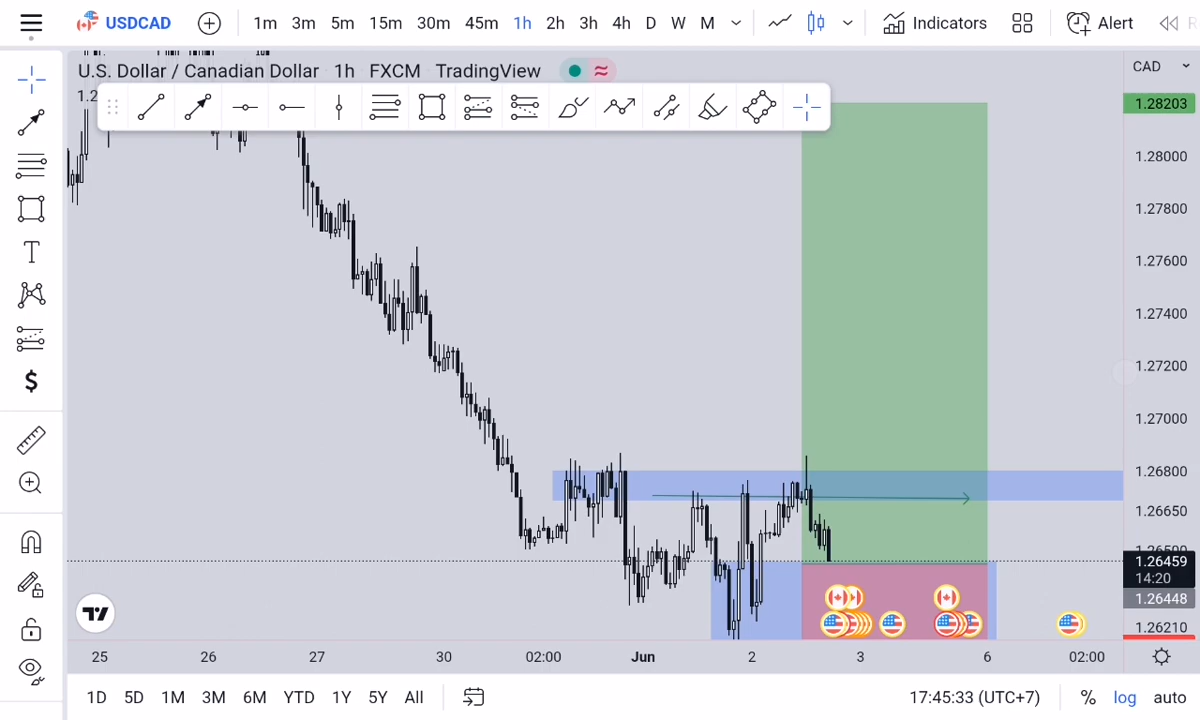 USDCAD 1m 3m 5m 15m 30m 45m 1h 2h 3h 4h D W M Indicators Alert
U.S. Dollar / Canadian Dollar 1h FXCM TradingView
CAD
1.28203
1.28000
1.27800
1.27600
1.27400
1.27200
1.27000
1.26800
1.26650
1.26459
14:20
1.26448
1.26210
25 26 27 30 02:00 Jun 2 3 6 02:00
1D 5D 1M 3M 6M YTD 1Y 5Y All 17:45:33 (UTC+7) % log auto